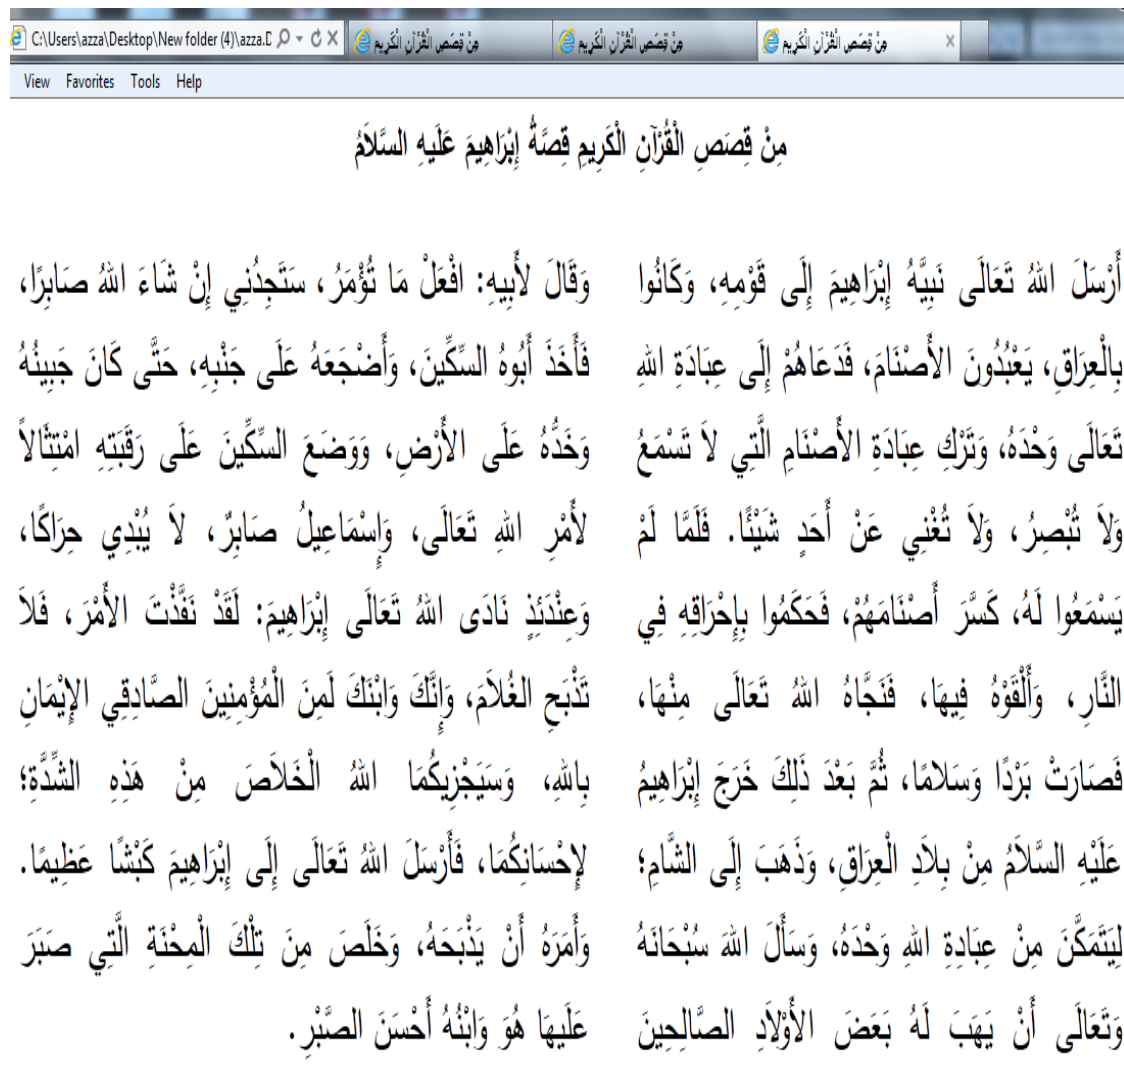 C:\Users\azza\Desktop\New folder (4)\azza.D
مِنْ قِصَصِ الْقُرْآنِ الْكَرِيمِ
مِنْ قِصَصِ الْقُرْآنِ الْكَرِيمِ
مِنْ قِصَصِ الْقُرْآنِ الْكَرِيمِ
View Favorites Tools Help
مِنْ قِصَصِ الْقُرْآنِ الْكَرِيمِ قِصَّةُ إِبْرَاهِيمَ عَلَيهِ السَّلاَمُ
أَرْسَلَ اللهُ تَعَالَى نَبِيَّهُ إِبْرَاهِيمَ إِلَى قَوْمِهِ، وَكَانُوا
بِالْعِرَاقِ، يَعْبُدُونَ الأَصْنَامَ، فَدَعَاهُمْ إِلَى عِبَادَةِ اللهِ
تَعَالَى وَحْدَهُ، وَتَرْكِ عِبَادَةِ الأَصْنَامِ الَّتِي لاَ تَسْمَعُ
وَلاَ تُبْصِرُ، وَلاَ تُغْنِي عَنْ أَحَدٍ شَيْئًا. فَلَمَّا لَمْ
يَسْمَعُوا لَهُ، كَسَّرَ أَصْنَامَهُمْ، فَحَكَمُوا بِإِحْرَاقِهِ فِي
النَّارِ، وَأَلْقَوْهُ فِيهَا، فَنَجَّاهُ اللهُ تَعَالَى مِنْهَا،
فَصَارَتْ بَرْدًا وَسَلامًا، ثُمَّ بَعْدَ ذَلِكَ خَرَجَ إِبْرَاهِيمُ
عَلَيْهِ السَّلاَمُ مِنْ بِلاَدِ الْعِرَاقِ، وَذَهَبَ إِلَى الشَّامِ؛
لِيَتَمَكَّنَ مِنْ عِبَادِةِ اللهِ وَحْدَهُ، وَسَأَلَ اللهَ سُبْحَانَهُ
وَتَعَالَى أَنْ يَهَبَ لَهُ بَعَضَ الأَوْلاَدِ الصَّالِحِينَ
وَقَالَ لأَبِيهِ: افْعَلْ مَا تُؤْمَرُ، سَتَجِدُنِي إِنْ شَاءَ اللهُ صَابِرًا،
فَأَخَذَ أَبُوهُ السِّكِّينَ، وَأَضْجَعَهُ عَلَى جَنْبِهِ، حَتَّى كَانَ جَبِينُهُ
وَخَدُّهُ عَلَى الأَرْضِ، وَوَضَعَ السِّكِّينَ عَلَى رَقَبَتِهِ امْتِثَالاً
لأَمْرِ اللهِ تَعَالَى، وَإِسْمَاعِيلُ صَابِرٌ، لاَ يُبْدِي حِرَاكًا،
وَعِنْدَئِذٍ نَادَى اللهُ تَعَالَى إِبْرَاهِيمَ: لَقَدْ نَفَّذْتَ الأَمْرَ، فَلاَ
تَذْبَحِ الغُلاَمَ، وَإِنَّكَ وَابْنَكَ لَمِنَ الْمُؤْمِنِينَ الصَّادِقِي الإِيْمَانِ
بِاللهِ، وَسَيَجْزِيكُمَا اللهُ الْخَلاَصَ مِنْ هَذِهِ الشِّدَّةِ؛
لإِحْسَانِكُمَا، فَأَرْسَلَ اللهُ تَعَالَى إِلَى إِبْرَاهِيمَ كَبْشًا عَظِيمًا.
وَأَمَرَهُ أَنْ يَذْبَحَهُ، وَخَلَصَ مِنَ تِلْكَ الْمِحْنَةِ الَّتِي صَبَرَ
عَلَيهَا هُوَ وَابْنُهُ أَحْسَنَ الصَّبْرِ.